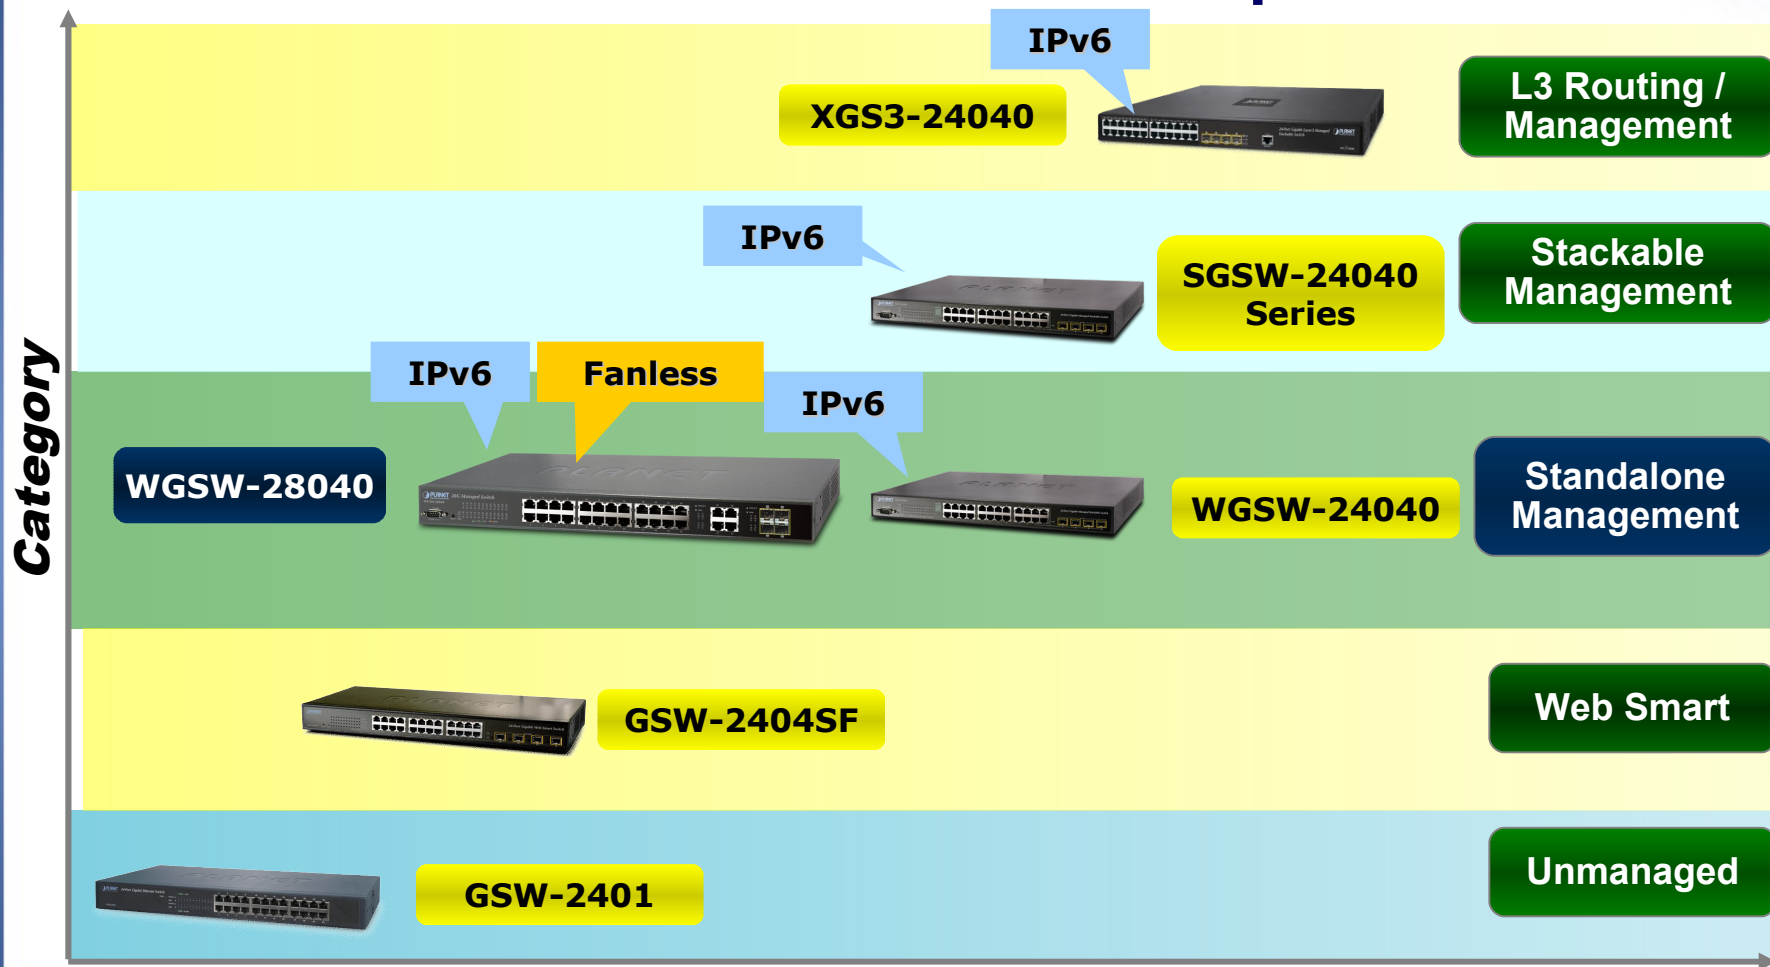 IPv6
XGS3-24040
L3 Routing /
Management
IPv6
SGSW-24040
Series
Stackable
Management
Category
IPv6
Fanless
IPv6
WGSW-28040
PLANET
WGSW-24040
Standalone
Management
GSW-2404SF
Web Smart
GSW-2401
Unmanaged